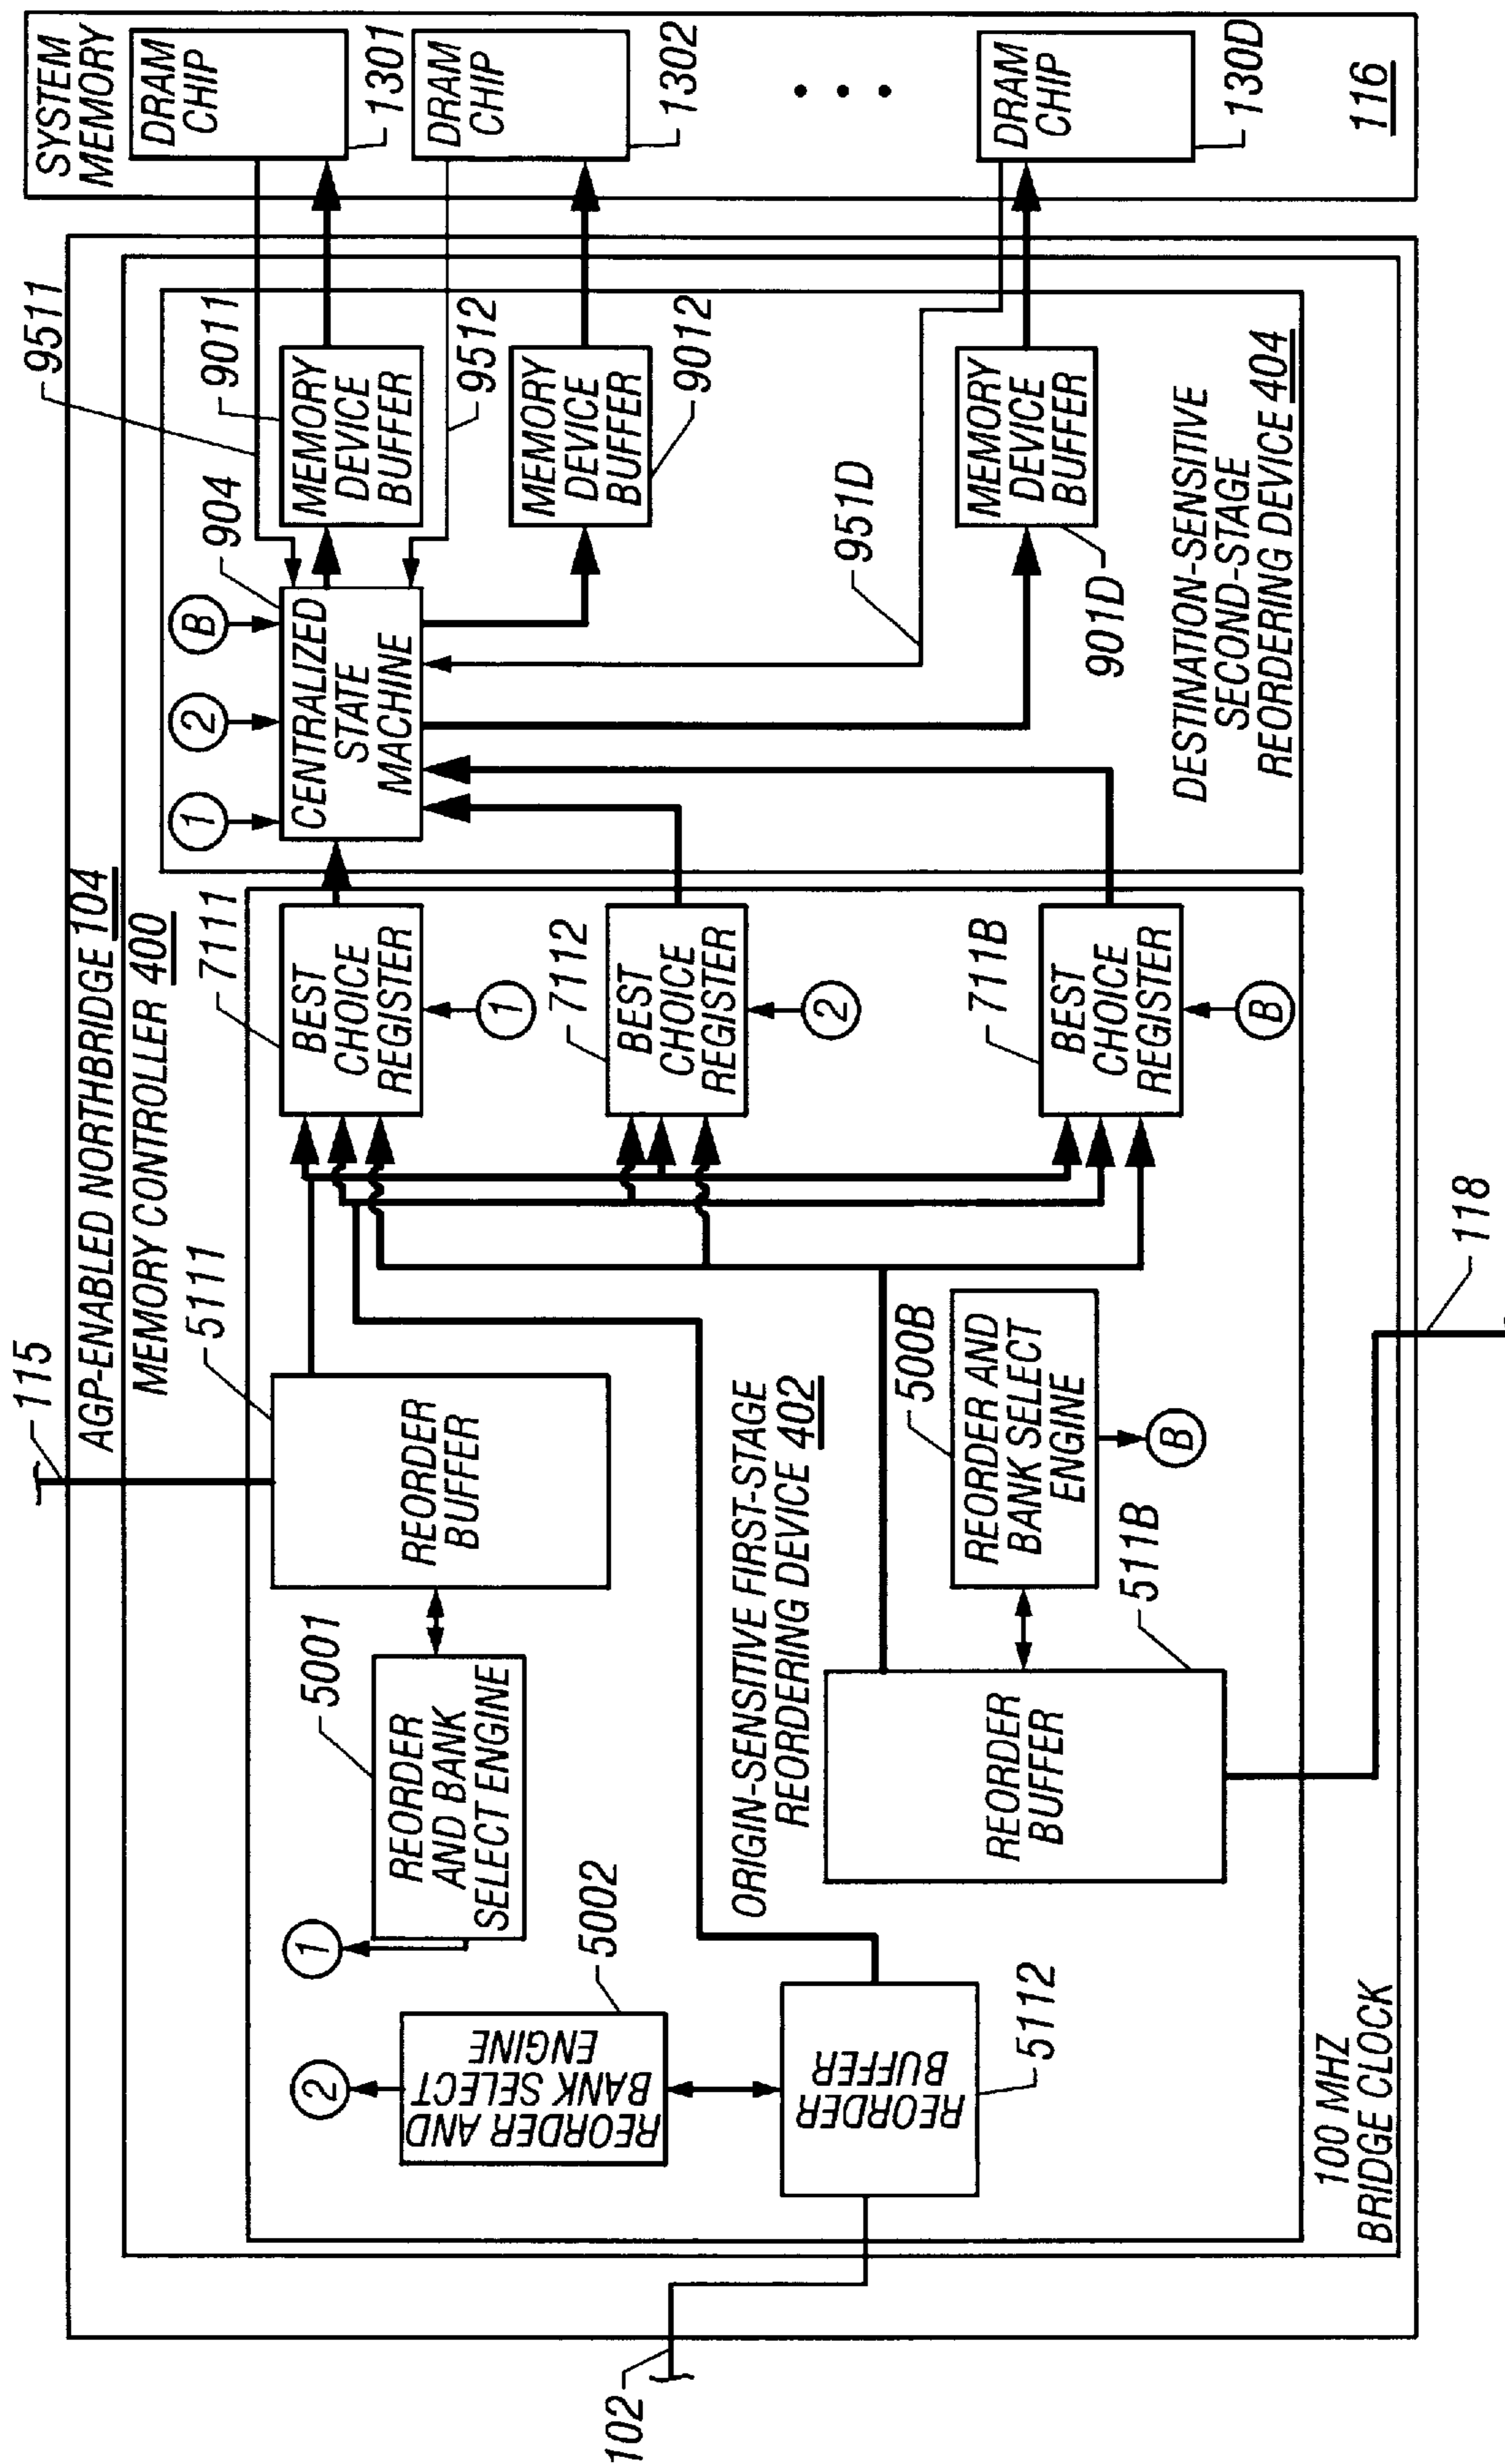 SYSTEM
MEMORY
DRAM
CHIP
1301
DRAM
CHIP
1302
DRAM
CHIP
130D
116
9511
9011
MEMORY
DEVICE
BUFFER
9512
MEMORY
DEVICE
BUFFER
9012
MEMORY
DEVICE
BUFFER
901D
951D
904
1
2
B
CENTRALIZED
STATE
MACHINE
DESTINATION-SENSITIVE
SECOND-STAGE
REORDERING DEVICE 404
AGP-ENABLED NORTHBRIDGE 104
MEMORY CONTROLLER 400
7111
BEST
CHOICE
REGISTER
1
7112
BEST
CHOICE
REGISTER
2
711B
BEST
CHOICE
REGISTER
B
115
5111
REORDER
BUFFER
5001
REORDER
AND BANK
SELECT ENGINE
1
5002
REORDER AND
BANK SELECT
ENGINE
2
REORDER
BUFFER
5112
ORIGIN-SENSITIVE FIRST-STAGE
REORDERING DEVICE 402
500B
REORDER AND
BANK SELECT
ENGINE
B
511B
REORDER
BUFFER
118
102
100 MHZ
BRIDGE CLOCK